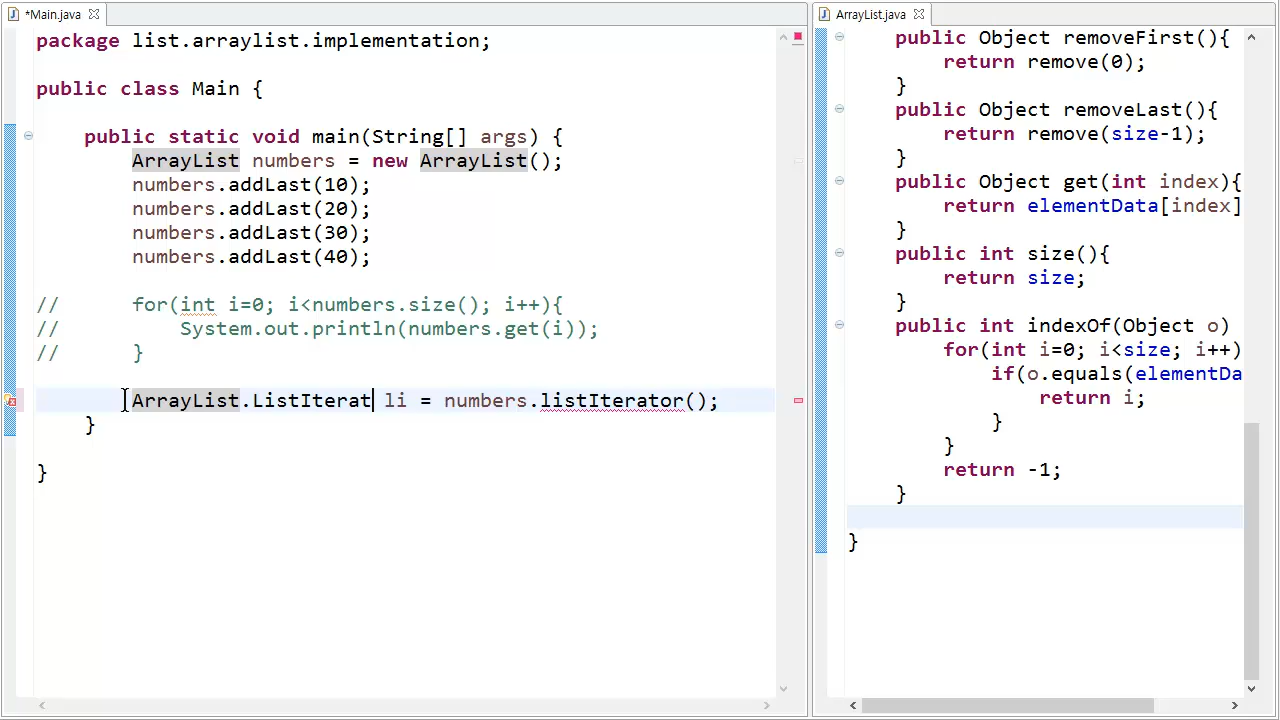 *Main.java
package list.arraylist.implementation;
public class Main {
public static void main(String[] args) {
ArrayList numbers = new ArrayList();
numbers.addLast(10);
numbers.addLast(20);
numbers.addLast(30);
numbers.addLast(40);
// for(int i=0; i<numbers.size(); i++){
// System.out.println(numbers.get(i));
// }
ArrayList.ListIterat li = numbers.listIterator();
}
}
ArrayList.java
public Object removeFirst(){
return remove(0);
}
public Object removeLast(){
return remove(size-1);
}
public Object get(int index){
return elementData[index]
}
public int size(){
return size;
}
public int indexOf(Object o)
for(int i=0; i<size; i++)
if(o.equals(elementDa
return i;
}
}
return -1;
}
}